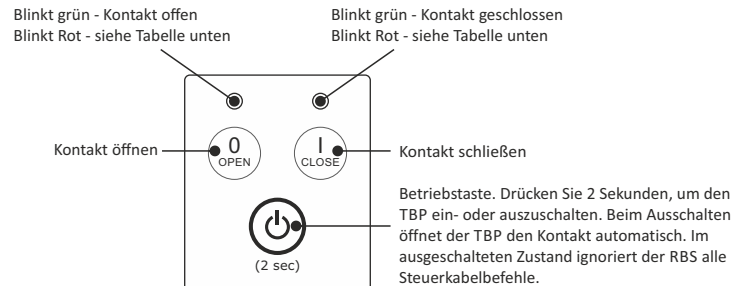 Blinkt grün - Kontakt offen
Blinkt Rot - siehe Tabelle unten
Blinkt grün - Kontakt geschlossen
Blinkt Rot - siehe Tabelle unten
Kontakt öffnen
0
OPEN
I
CLOSE
Kontakt schließen
Betriebstaste. Drücken Sie 2 Sekunden, um den
TBP ein- oder auszuschalten. Beim Ausschalten
öffnet der TBP den Kontakt automatisch. Im
ausgeschalteten Zustand ignoriert der RBS alle
Steuerkabelbefehle.
(2 sec)